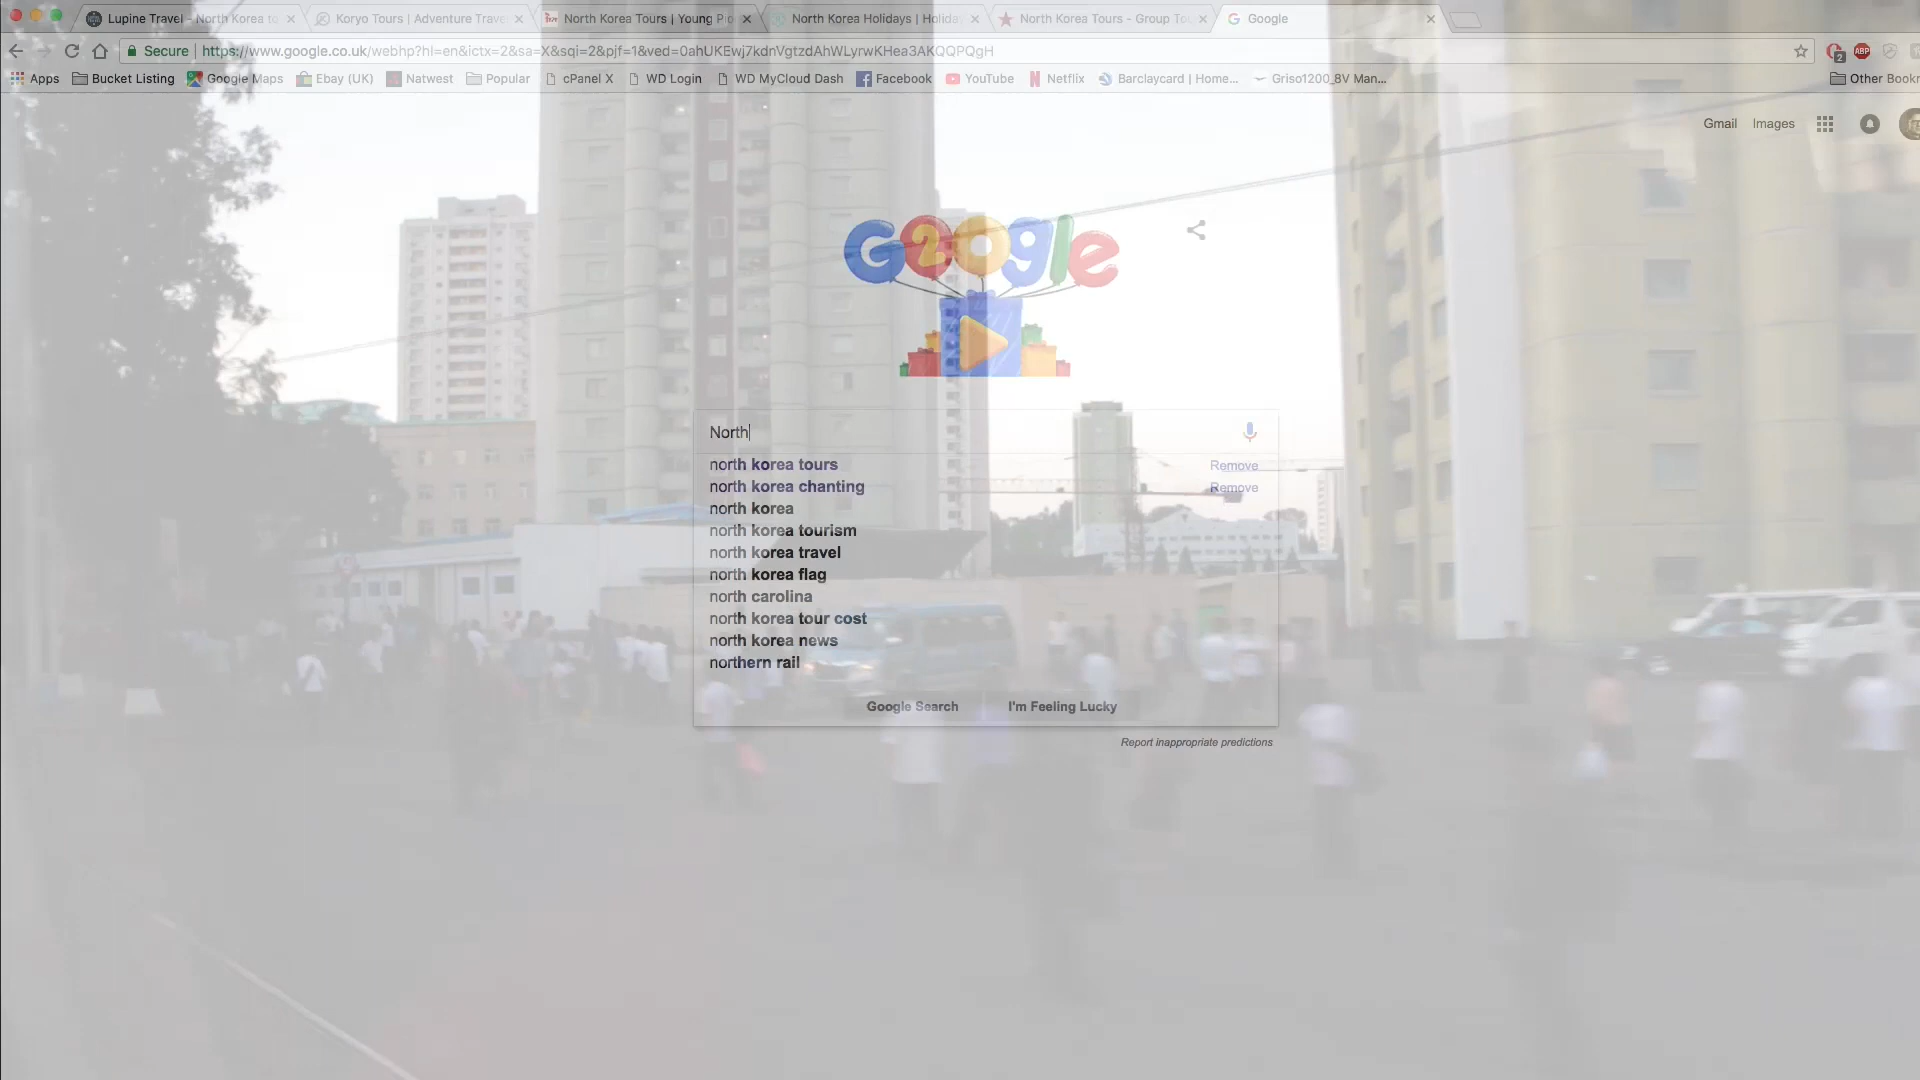 Lupine Travel - North Korea to
Koryo Tours | Adventure Trave
North Korea Tours | Young Pio
North Korea Holidays | Holida
North Korea Tours - Group To
Google
Secure
https://www.google.co.uk/webhp?hl=en&ictx=2&sa=X&sqi=2&pjf=1&ved=0ahUKEwj7kdnVgtzdAhWLyrwKHea3AKQQPQgH
2
ABP
Apps
Bucket Listing
Google Maps
Ebay (UK)
Natwest
Popular
cPanel X
WD Login
WD MyCloud Dash
Facebook
YouTube
Netflix
Barclaycard | Home...
Griso1200_8V Man...
Other Bookr
Gmail
Images
G20gle
North
north korea tours
Remove
north korea chanting
Remove
north korea
north korea tourism
north korea travel
north korea flag
north carolina
north korea tour cost
north korea news
northern rail
Google Search
I'm Feeling Lucky
Report inappropriate predictions